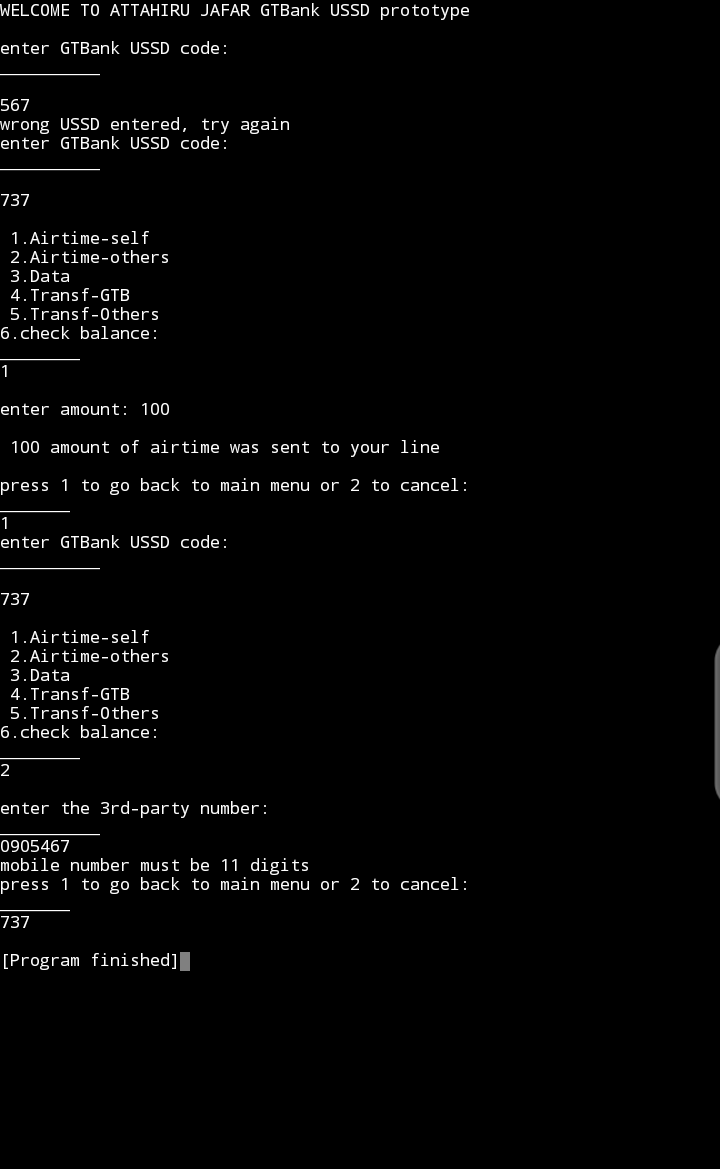 WELCOME TO ATTAHIRU JAFAR GTBank USSD prototype
enter GTBank USSD code:
__________
567
wrong USSD entered, try again
enter GTBank USSD code:
__________
737
1.Airtime-self
2.Airtime-others
3.Data
4.Transf-GTB
5.Transf-Others
6.check balance:
________
1
enter amount: 100
100 amount of airtime was sent to your line
press 1 to go back to main menu or 2 to cancel:
_______
1
enter GTBank USSD code:
__________
737
1.Airtime-self
2.Airtime-others
3.Data
4.Transf-GTB
5.Transf-Others
6.check balance:
________
2
enter the 3rd-party number:
__________
0905467
mobile number must be 11 digits
press 1 to go back to main menu or 2 to cancel:
_______
737
[Program finished]